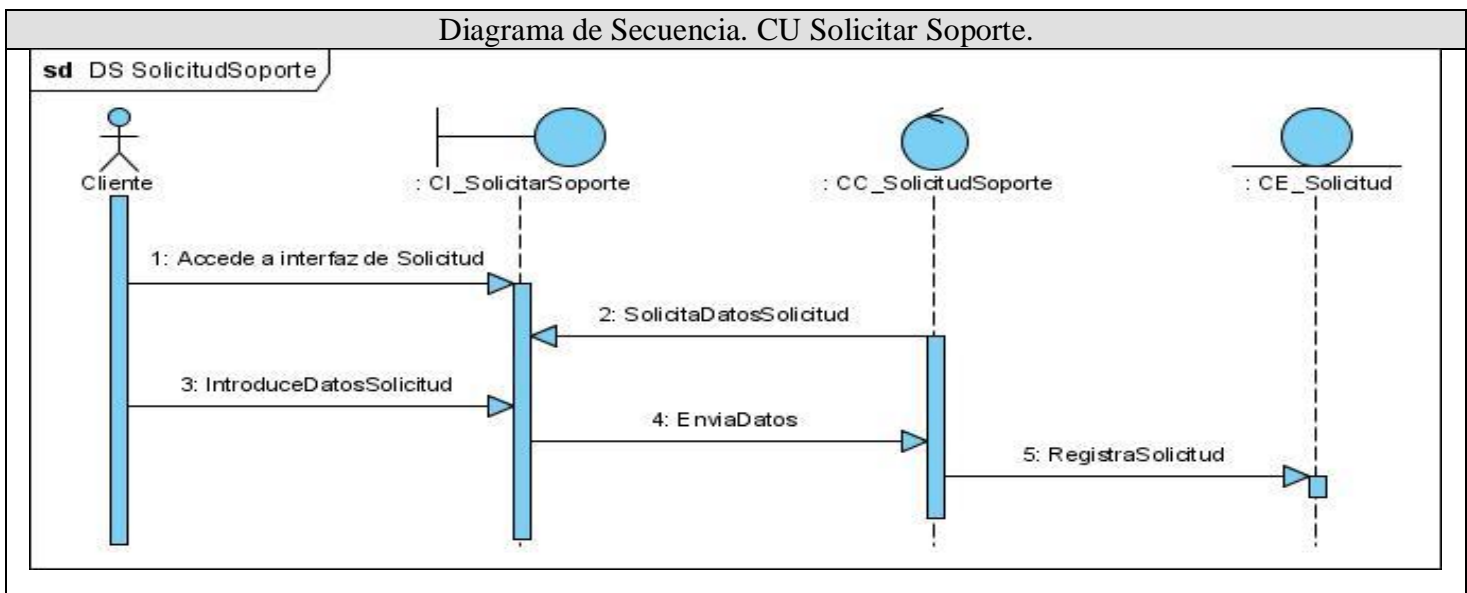 Diagrama de Secuencia. CU Solicitar Soporte.
sd DS SolicitudSoporte
Cliente
: CI_SolicitarSoporte
: CC_SolicitudSoporte
: CE_Solicitud
1: Accede a interfaz de Solicitud
2: SolicitaDatosSolicitud
3: IntroduceDatosSolicitud
4: EnviaDatos
5: RegistraSolicitud